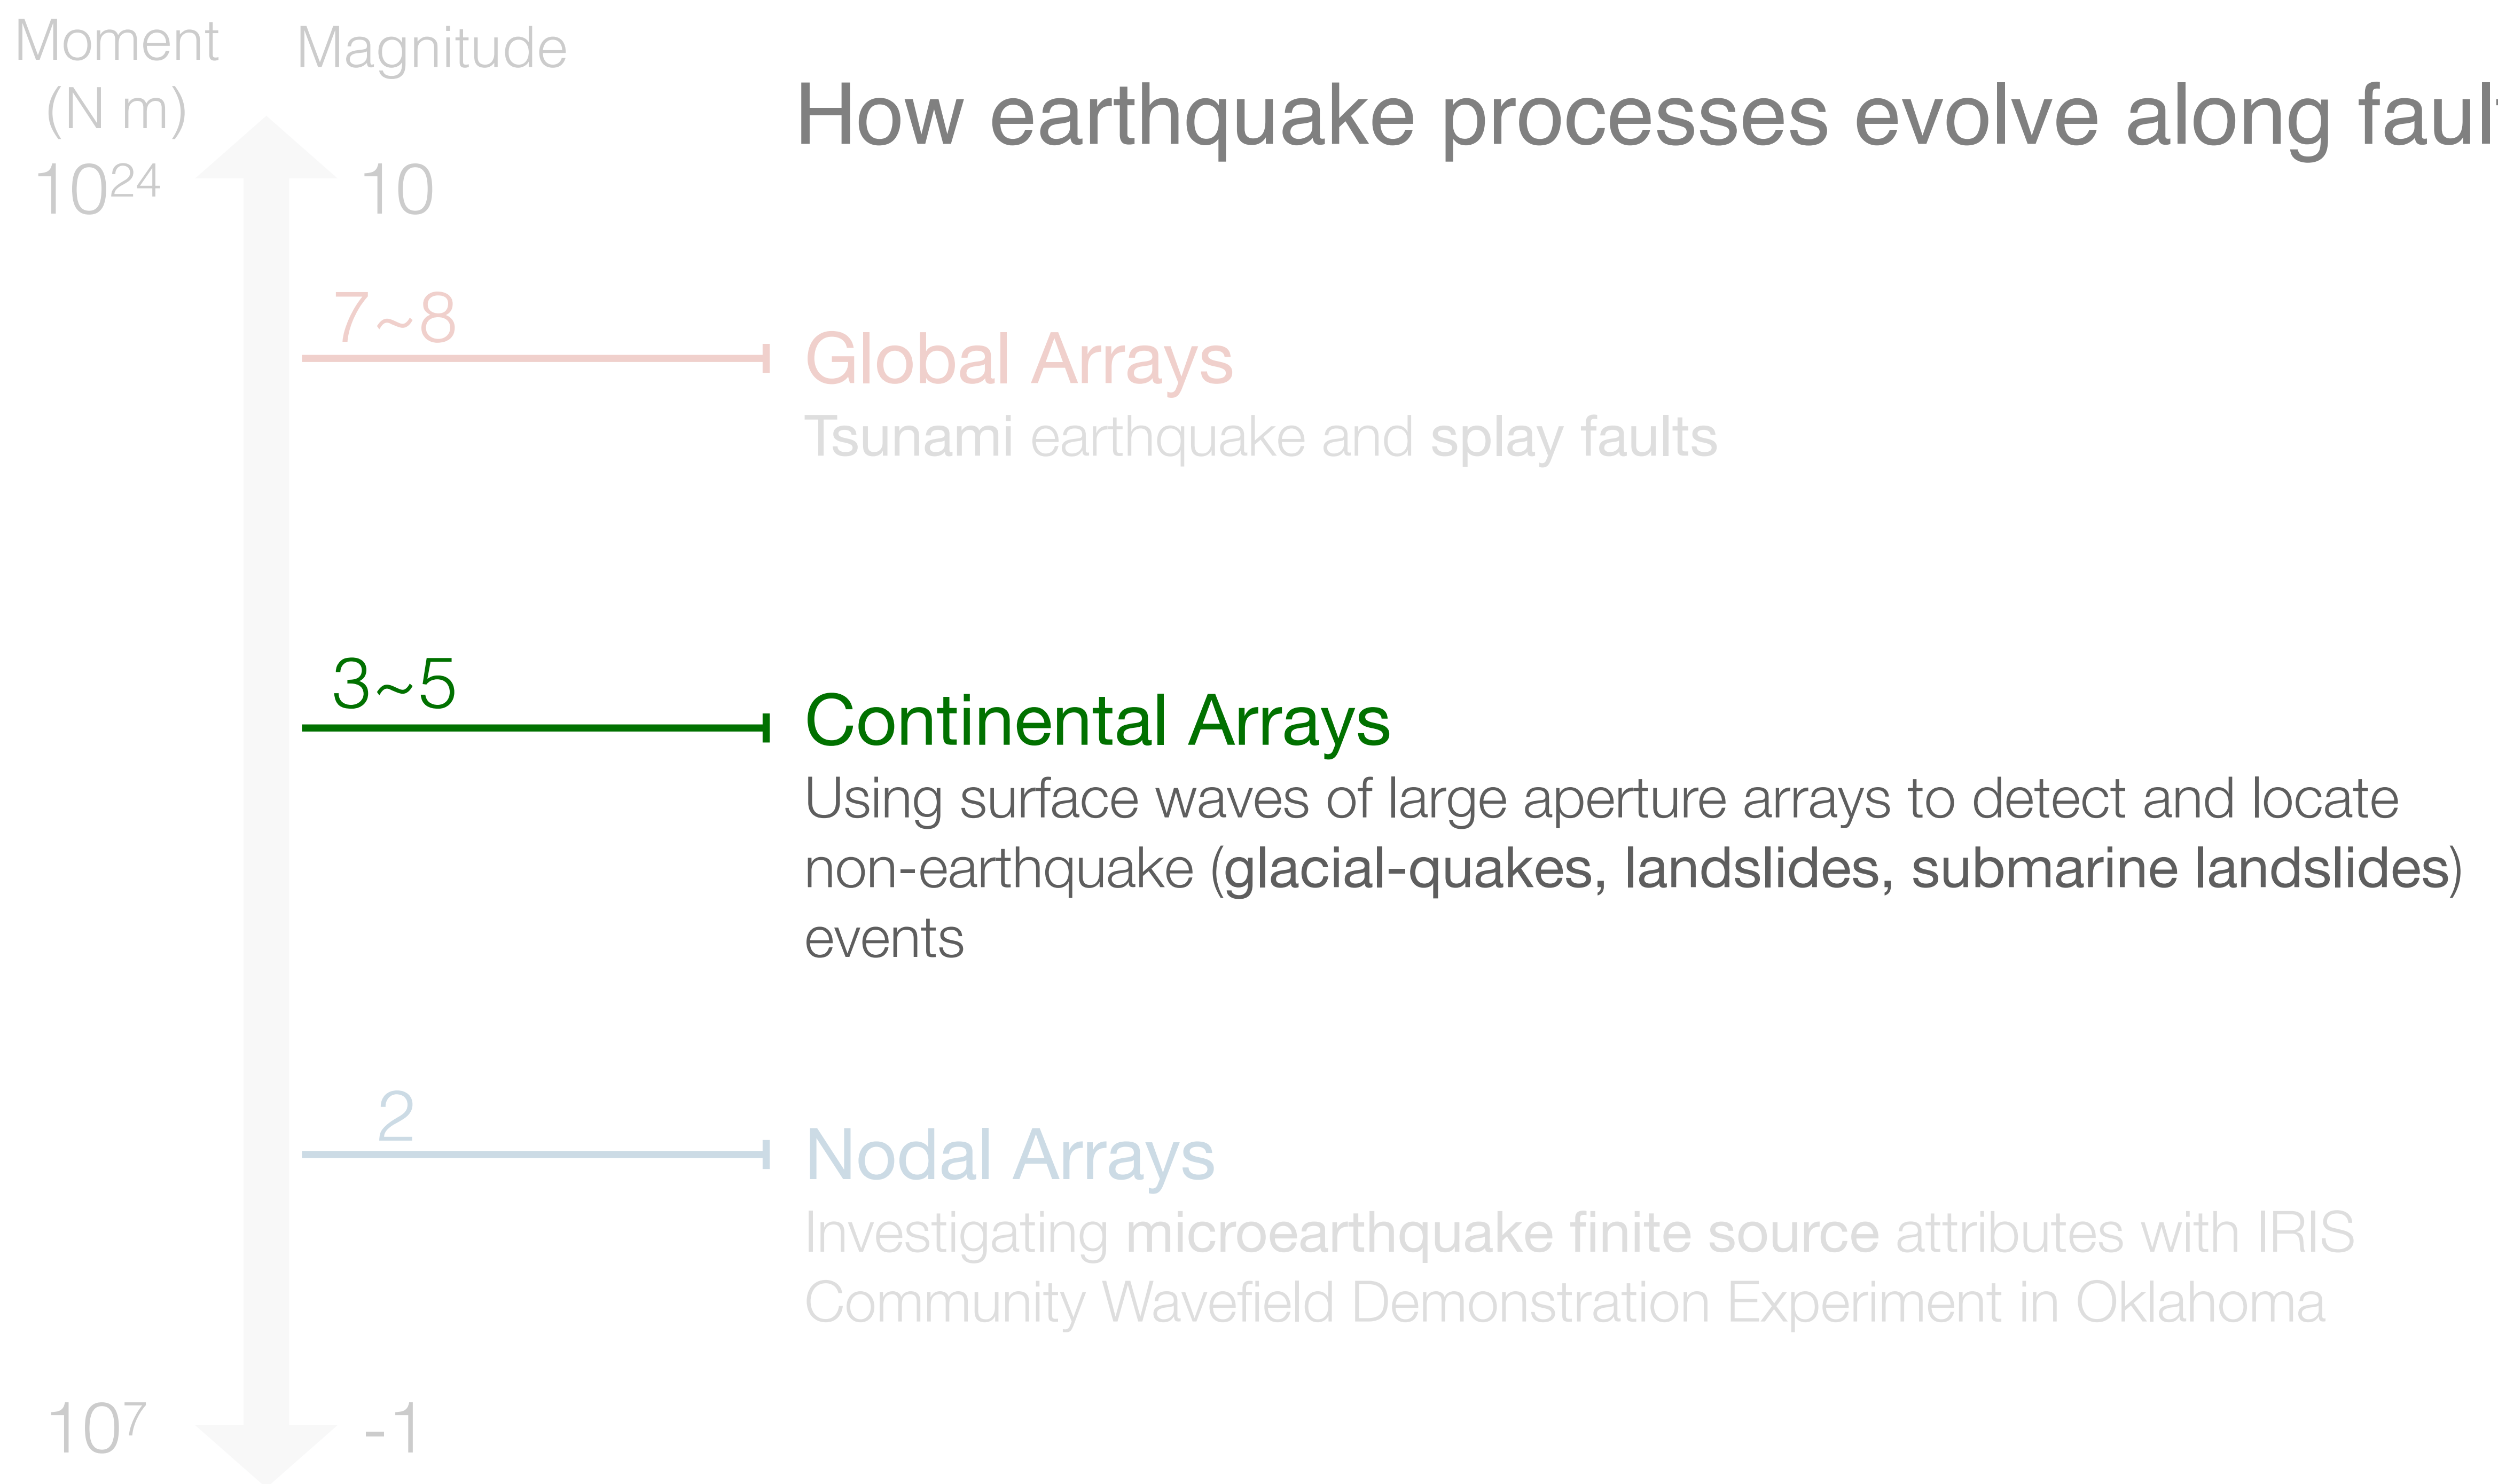 Moment
(N m)
Magnitude
How earthquake processes evolve along
10²⁴
10
7~8
Global Arrays
Tsunami earthquake and splay faults
3~5
Continental Arrays
Using surface waves of large aperture arrays to detect and locate
non-earthquake (glacial-quakes, landslides, submarine landslides)
events
2
Nodal Arrays
Investigating microearthquake finite source attributes with IRIS
Community Wavefield Demonstration Experiment in Oklahoma
10⁷
-1